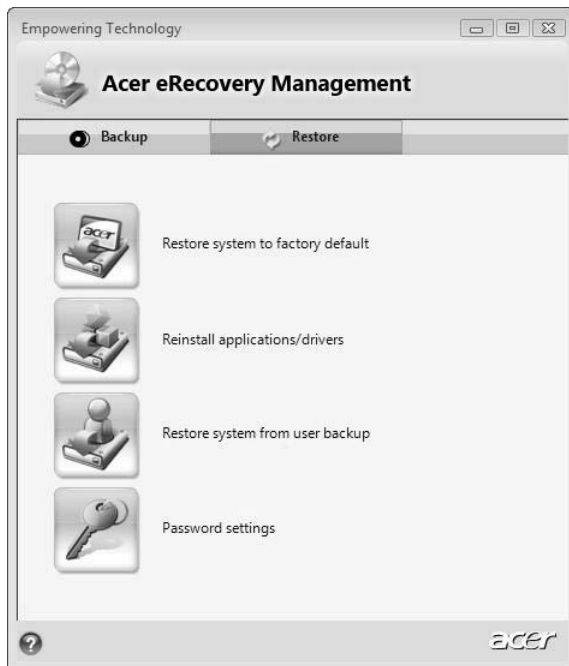 Empowering Technology
Acer eRecovery Management
Backup
Restore
acer
Restore system to factory default
Reinstall applications/drivers
Restore system from user backup
Password settings
?
acer